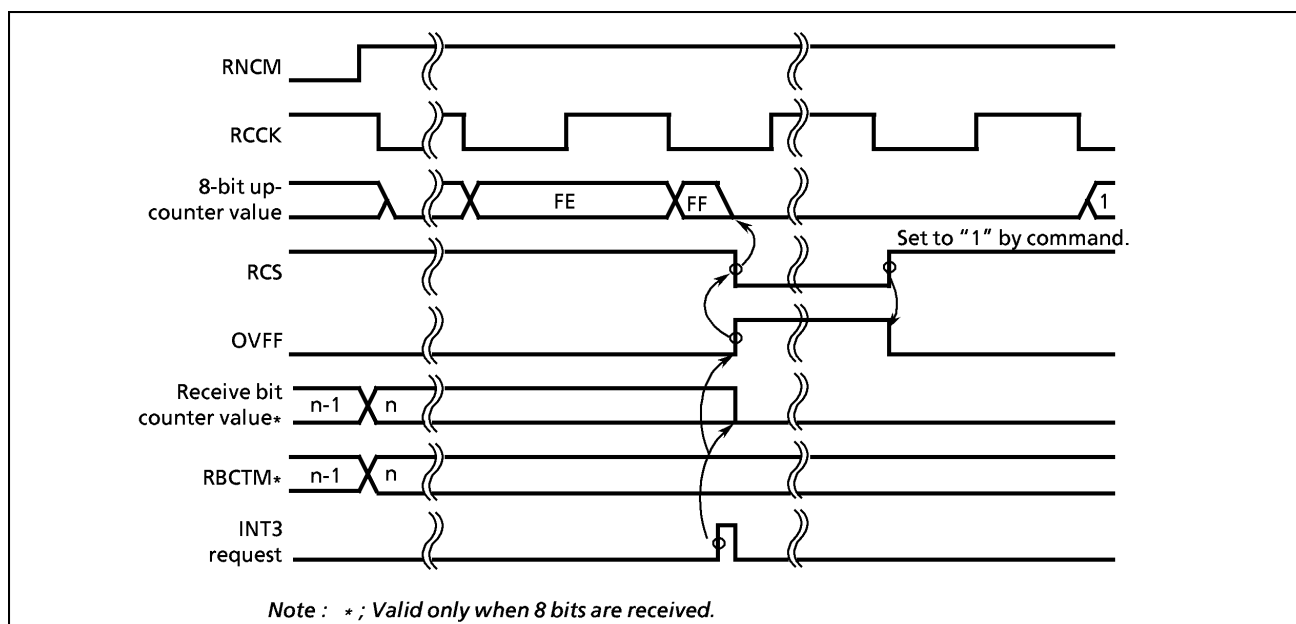 RNCM
RCCK
8-bit up-
counter value
FE
FF
1
Set to "1" by command.
RCS
OVFF
Receive bit
counter value*
n-1
n
RBCTM*
n-1
n
INT3
request
Note : * ; Valid only when 8 bits are received.